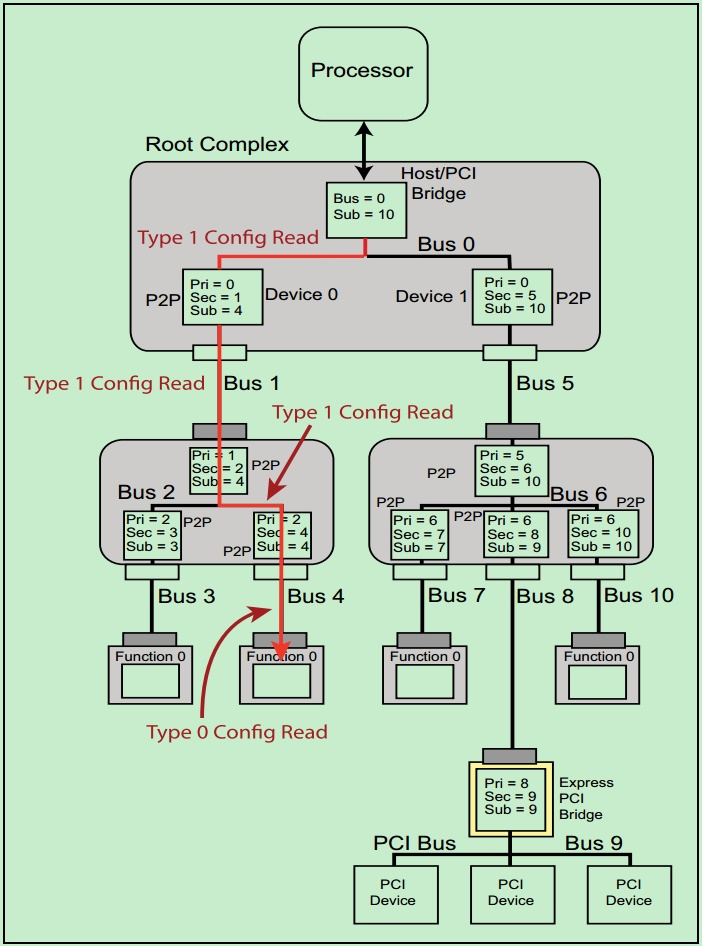 Processor
Root Complex
Host/PCI
Bridge
Bus = 0
Sub = 10
Type 1 Config Read
Bus 0
P2P
Pri = 0
Sec = 1
Sub = 4
Device 0
Device 1
Pri = 0
Sec = 5
Sub = 10
P2P
Type 1 Config Read
Bus 1
Bus 5
Type 1 Config Read
Pri = 1
Sec = 2
Sub = 4
P2P
Bus 2
Pri = 2
Sec = 3
Sub = 3
P2P
P2P
Pri = 2
Sec = 4
Sub = 4
P2P
Pri = 5
Sec = 6
Sub = 10
Bus 6
P2P
Pri = 6
Sec = 7
Sub = 7
P2P
Pri = 6
Sec = 8
Sub = 9
P2P
Pri = 6
Sec = 10
Sub = 10
Bus 3
Bus 4
Bus 7
Bus 8
Bus 10
Function 0
Function 0
Function 0
Function 0
Type 0 Config Read
Pri = 8
Sec = 9
Sub = 9
Express
PCI
Bridge
PCI Bus
Bus 9
PCI
Device
PCI
Device
PCI
Device